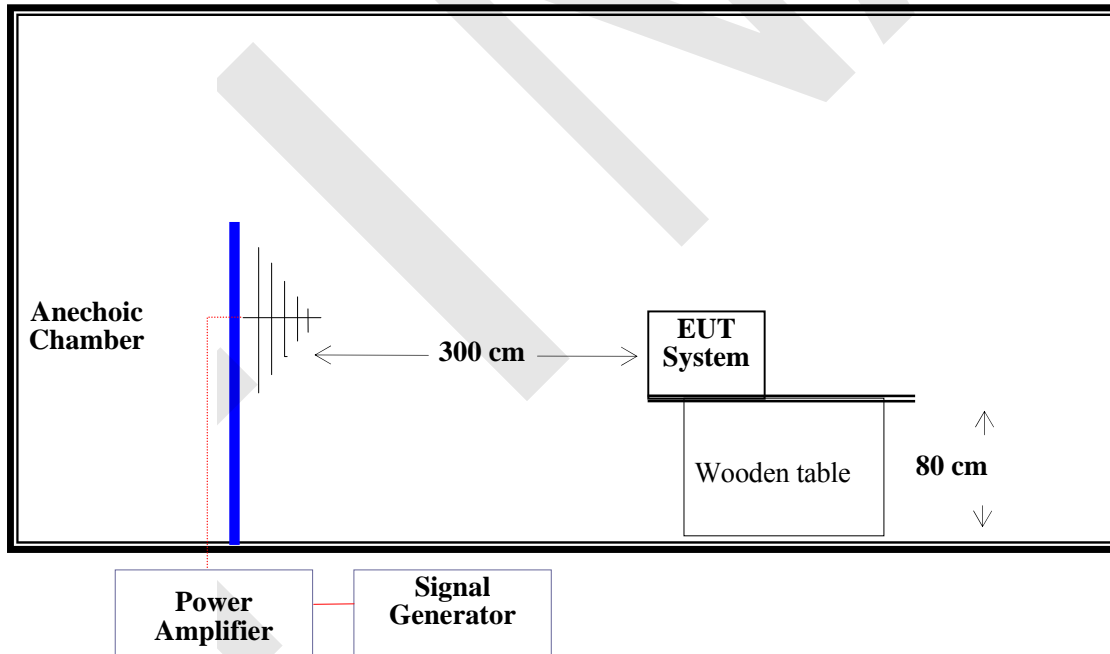 Anechoic
Chamber
300 cm
EUT
System
Wooden table
80 cm
Power
Amplifier
Signal
Generator